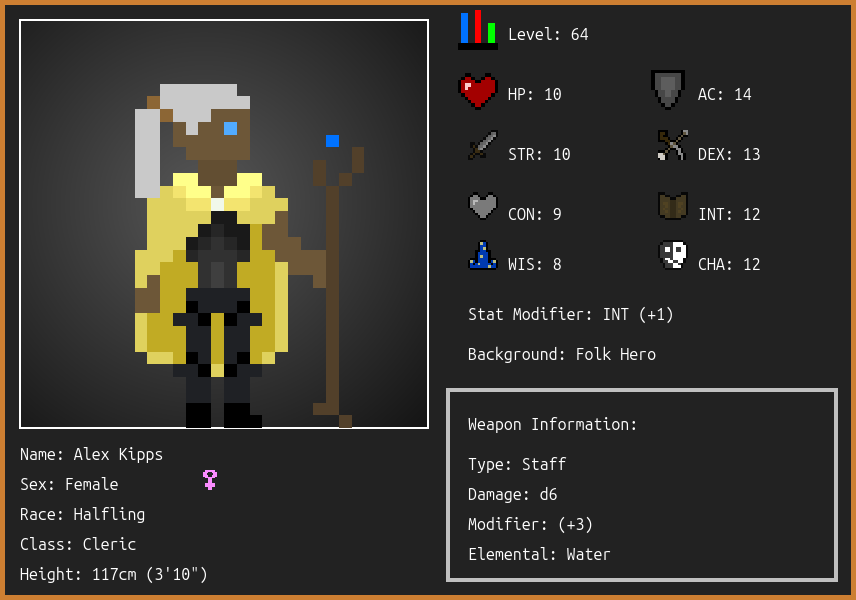 Level: 64
HP: 10
AC: 14
STR: 10
DEX: 13
CON: 9
INT: 12
WIS: 8
CHA: 12
Stat Modifier: INT (+1)
Background: Folk Hero
Weapon Information:
Type: Staff
Damage: d6
Modifier: (+3)
Elemental: Water
Name: Alex Kipps
Sex: Female
Race: Halfling
Class: Cleric
Height: 117cm (3'10")